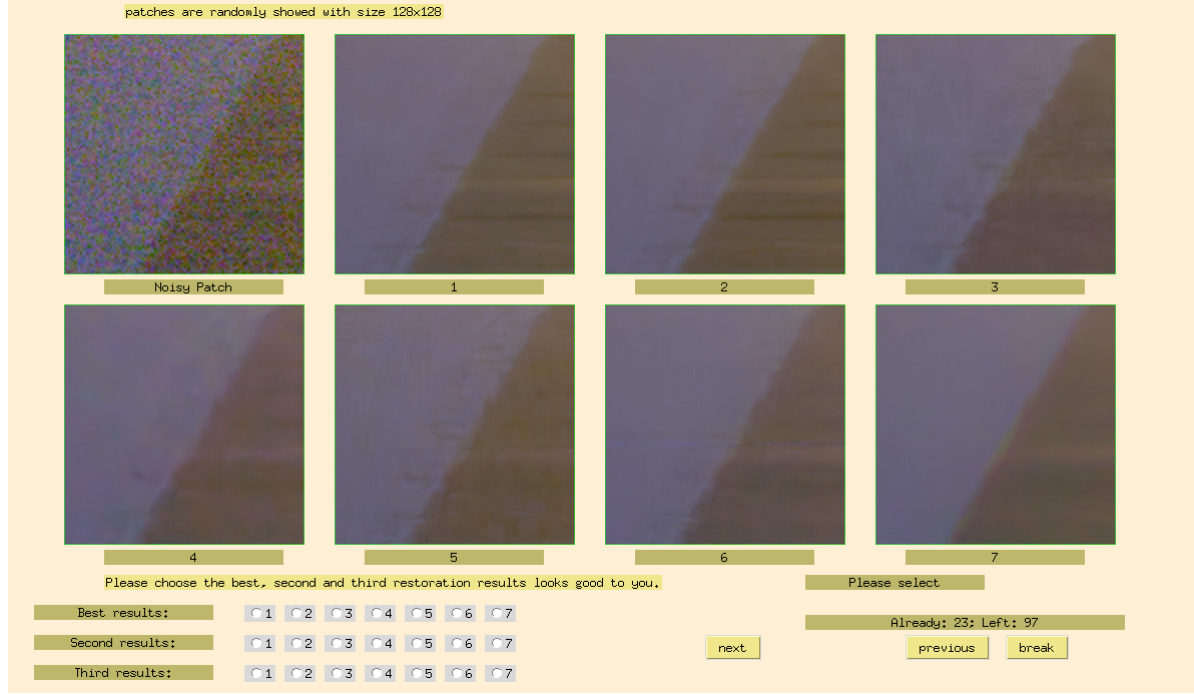 patches are randomly showed with size 128x128
Noisy Patch
1
2
3
4
5
6
7
Please choose the best, second and third restoration results looks good to you.
Please select
Best results:
1 2 3 4 5 6 7
Already: 23; Left: 97
Second results:
1 2 3 4 5 6 7
next
previous
break
Third results:
1 2 3 4 5 6 7